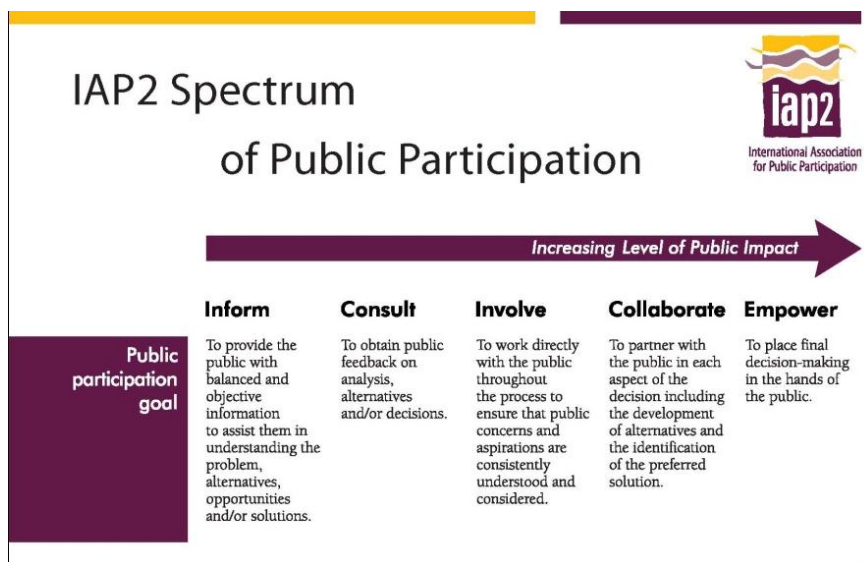 IAP2 Spectrum
of Public Participation
iap2
International Association
for Public Participation
Increasing Level of Public Impact
Inform
Consult
Involve
Collaborate
Empower
Public
participation
goal
To provide the
public with
balanced and
objective
information
to assist them in
understanding the
problem,
alternatives,
opportunities
and/or solutions.
To obtain public
feedback on
analysis,
alternatives
and/or decisions.
To work directly
with the public
throughout
the process to
ensure that public
concerns and
aspirations are
consistently
understood and
considered.
To partner with
the public in each
aspect of the
decision including
the development
of alternatives and
the identification
of the preferred
solution.
To place final
decision-making
in the hands of
the public.